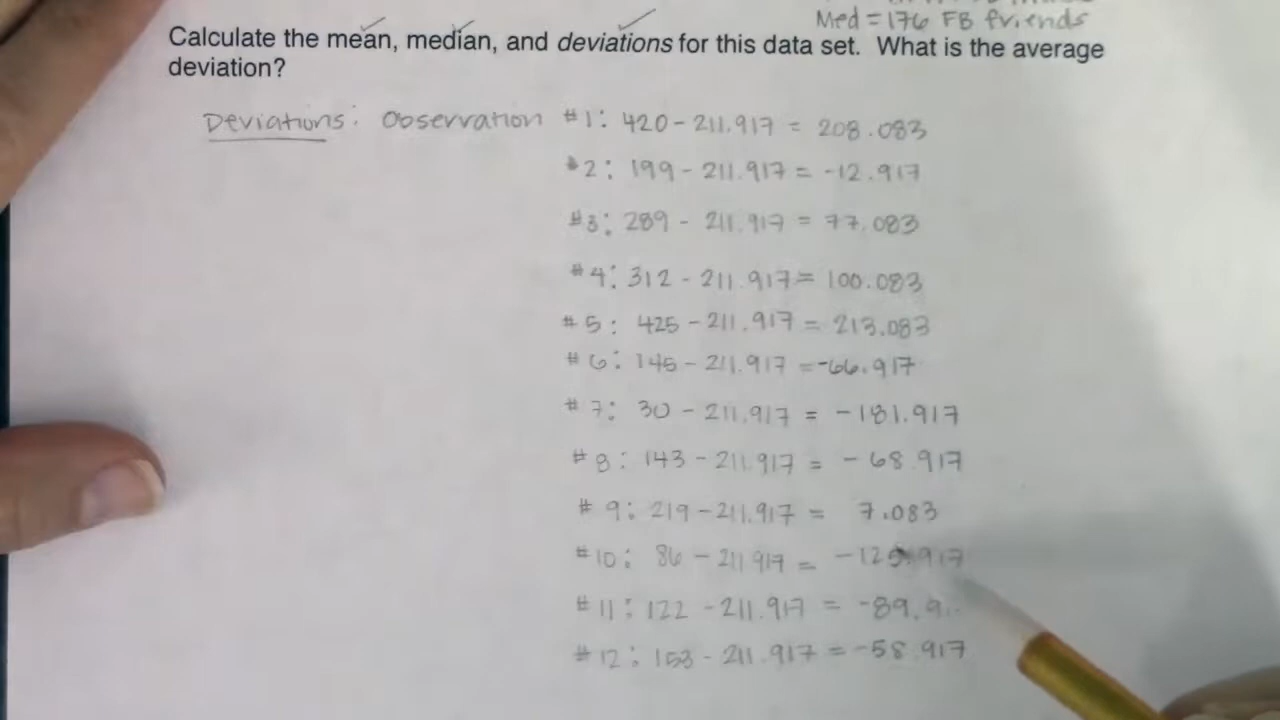 Med = 176 FB friends
Calculate the mean, median, and deviations for this data set. What is the average
deviation?
Deviations: Observation #1: 420 - 211.917 = 208.083
#2: 199 - 211.917 = -12.917
#3: 289 - 211.917 = 77.083
#4: 312 - 211.917 = 100.083
#5: 425 - 211.917 = 213.083
#6: 145 - 211.917 = -66.917
#7: 30 - 211.917 = -181.917
#8: 143 - 211.917 = -68.917
#9: 219 - 211.917 = 7.083
#10: 86 - 211.917 = -125.917
#11: 122 - 211.917 = -89.9
#12: 153 - 211.917 = -58.917